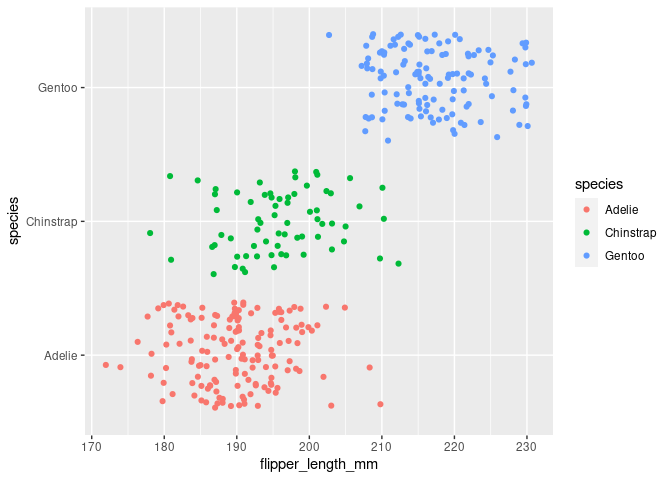 Gentoo
Chinstrap
Adelie
species
170 180 190 200 210 220 230
flipper_length_mm
species
Adelie
Chinstrap
Gentoo